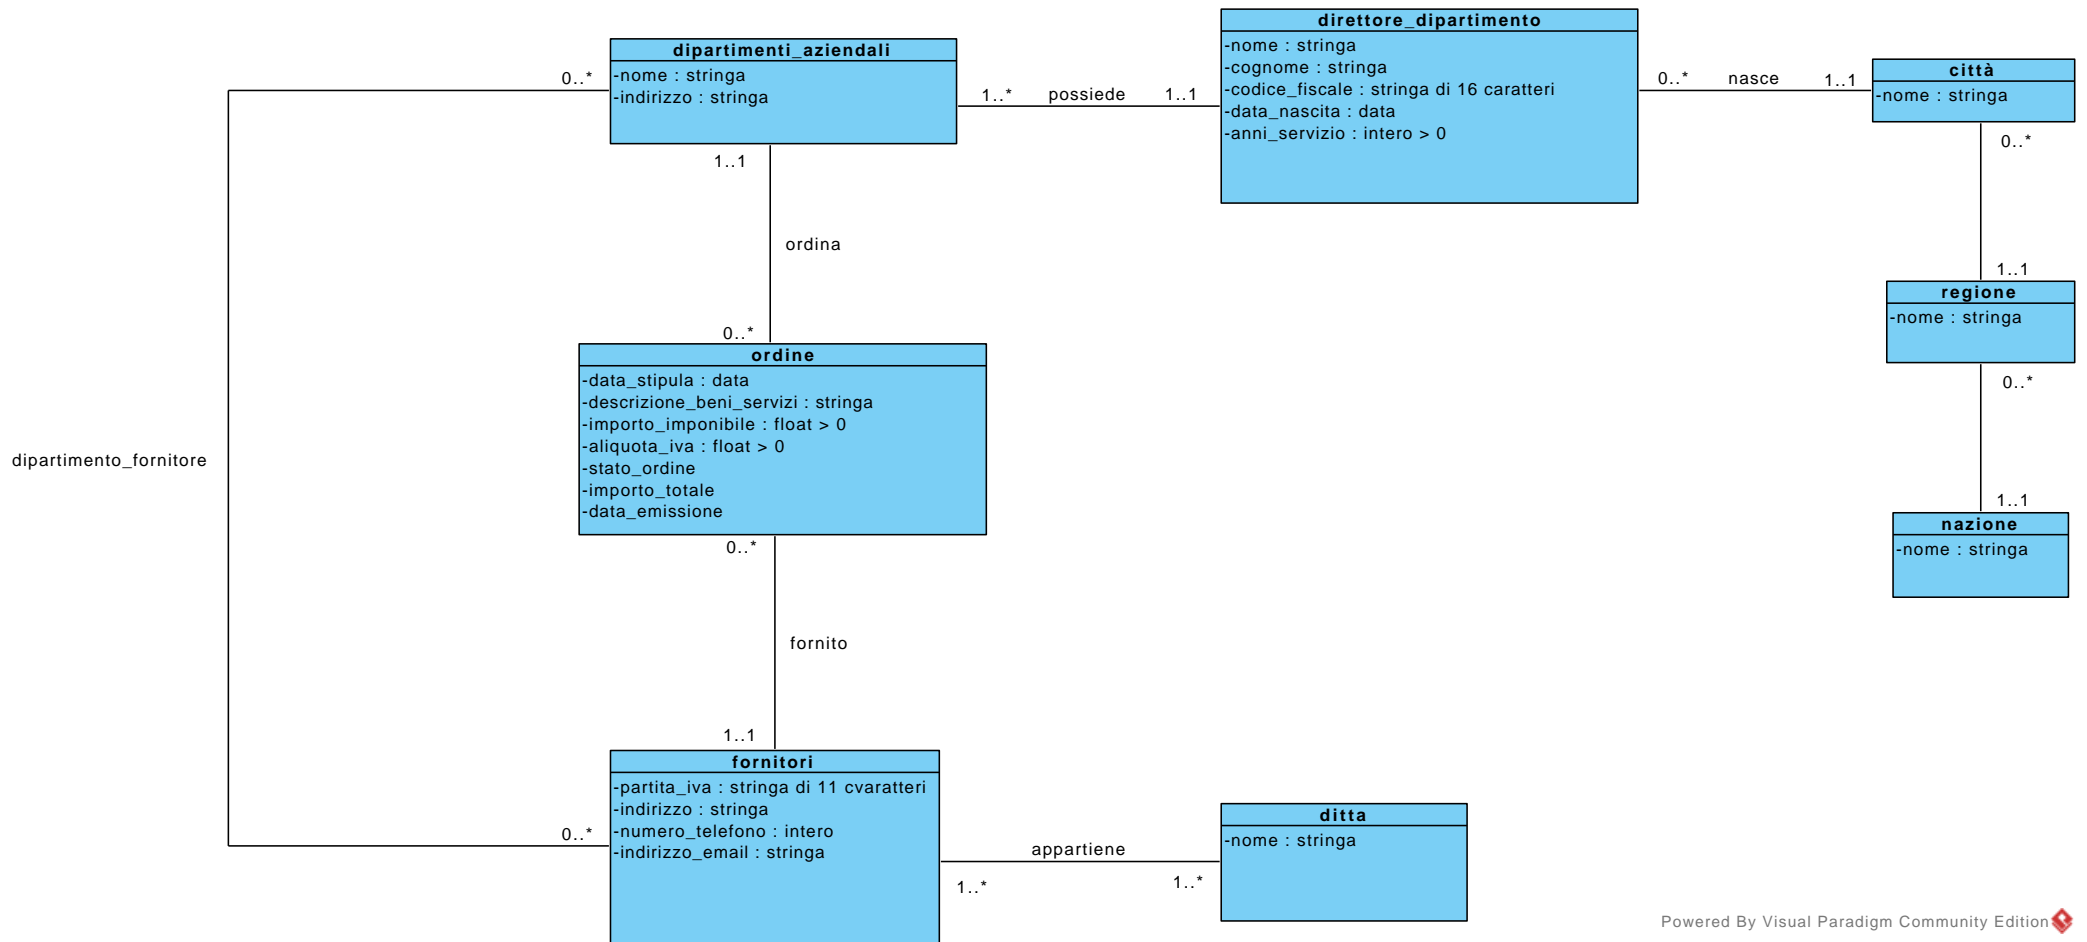 direttore_dipartimento
-nome : stringa
-cognome : stringa
-codice_fiscale : stringa di 16 caratteri
-data_nascita : data
-anni_servizio : intero > 0
dipartimenti_aziendali
-nome : stringa
-indirizzo : stringa
0..*
1..*
possiede
1..1
0..*
nasce
1..1
città
-nome : stringa
0..*
1..1
regione
-nome : stringa
0..*
1..1
nazione
-nome : stringa
1..1
ordina
0..*
ordine
-data_stipula : data
-descrizione_beni_servizi : stringa
-importo_imponibile : float > 0
-aliquota_iva : float > 0
-stato_ordine
-importo_totale
-data_emissione
dipartimento_fornitore
0..*
fornito
1..1
fornitori
-partita_iva : stringa di 11 cvaratteri
-indirizzo : stringa
-numero_telefono : intero
-indirizzo_email : stringa
0..*
appartiene
1..*
1..*
ditta
-nome : stringa
Powered By Visual Paradigm Community Edition